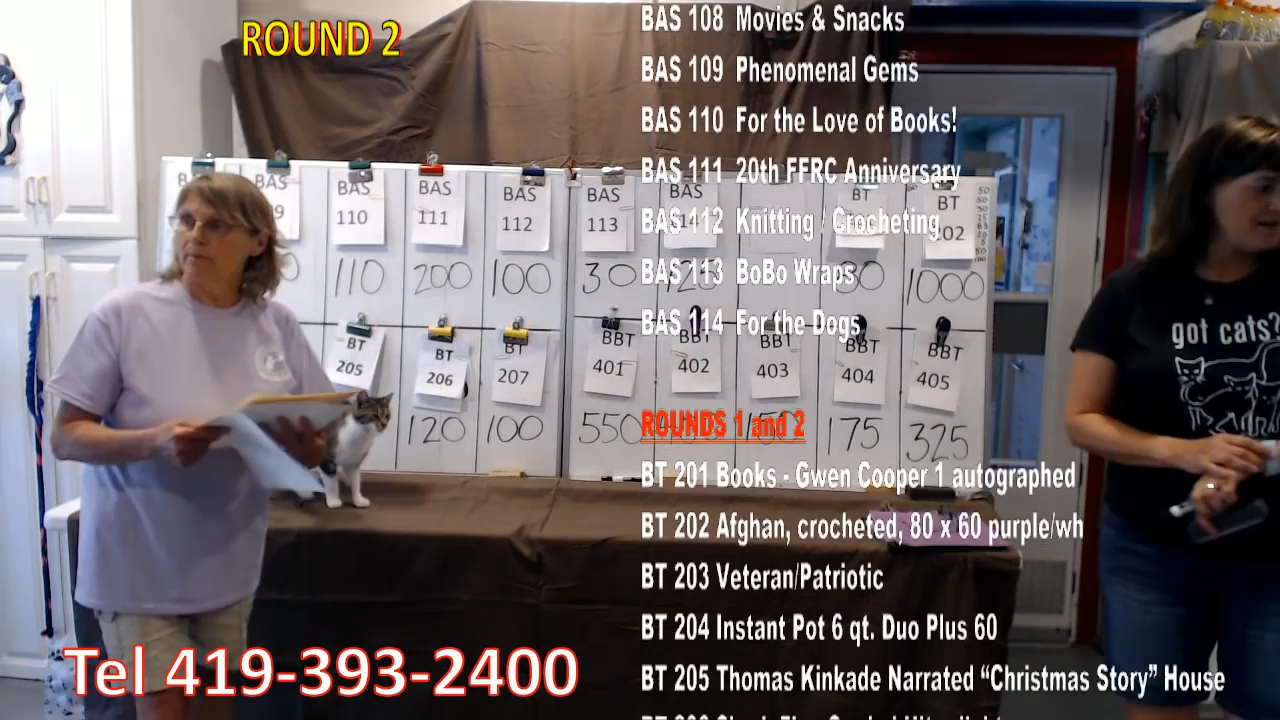 ROUND 2
BAS 108 Movies & Snacks
BAS 109 Phenomenal Gems
BAS 110 For the Love of Books!
BAS 111 20th FFRC Anniversary
BAS 112 Knitting / Crocheting
BAS 113 BoBo Wraps
BAS 114 For the Dogs
ROUNDS 1 and 2
BT 201 Books - Gwen Cooper 1 autographed
BT 202 Afghan, crocheted, 80 x 60 purple/wh
BT 203 Veteran/Patriotic
BT 204 Instant Pot 6 qt. Duo Plus 60
BT 205 Thomas Kinkade Narrated “Christmas Story” House
Tel 419-393-2400
BAS 110
BAS 111
BAS 112
BAS 113
BAS
BT
BT
110
200
100
30
1000
BT 205
BT 206
BT 207
BBT 401
BBT 402
BBT 403
BBT 404
BBT 405
120
100
550
175
325
got cats?